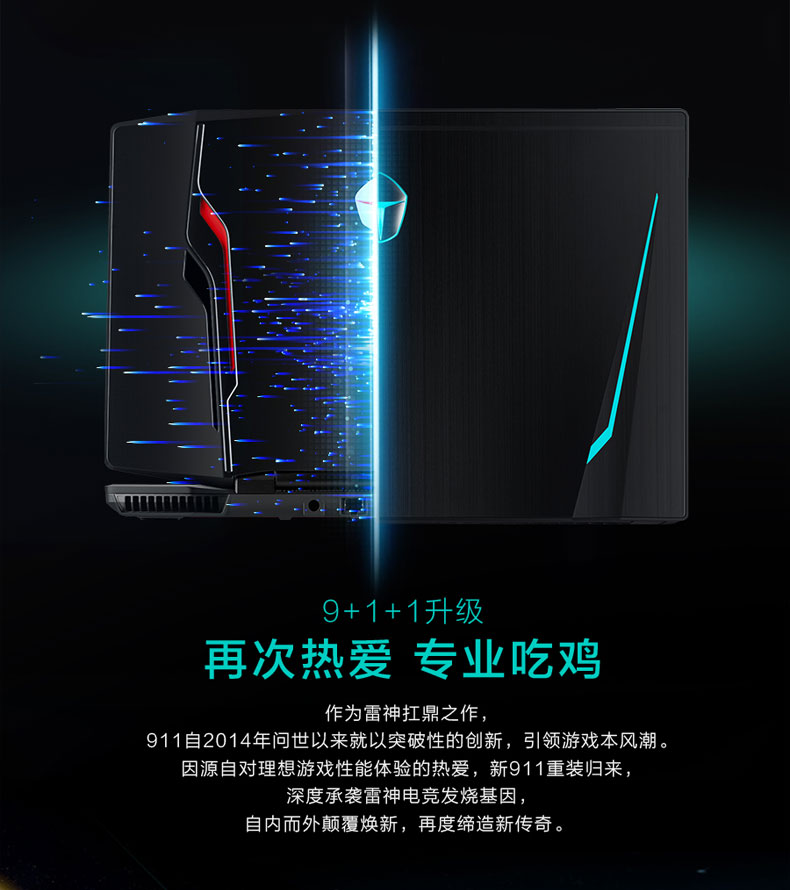 9+1+1升级
再次热爱 专业吃鸡
作为雷神扛鼎之作，
911自2014年问世以来就以突破性的创新，引领游戏本风潮。
因源自对理想游戏性能体验的热爱，新911重装归来，
深度承袭雷神电竞发烧基因，
自内而外颠覆焕新，再度缔造新传奇。